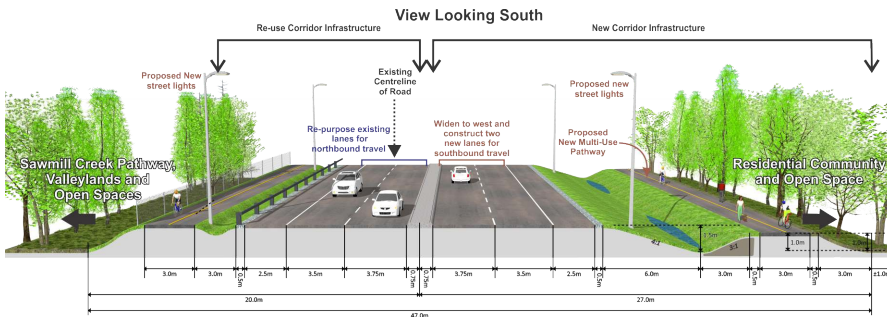 View Looking South
Re-use Corridor Infrastructure
New Corridor Infrastructure
Existing
Centreline
of Road
Proposed New
street lights
Proposed new
street lights
Re-purpose existing
lanes for
northbound travel
Widen to west and
construct two
new lanes for
southbound travel
Proposed
New Multi-Use
Pathway
Sawmill Creek Pathway,
Valleylands and
Open Spaces
Residential Community
and Open Space
4:1
1.5m
3:1
1.0m
3.0m
3.0m
0.5m
2.5m
3.5m
3.75m
0.75m
0.75m
3.75m
3.5m
2.5m
0.5m
6.0m
3.0m
0.5m
3.0m
0.5m
3.0m
±1.0m
20.0m
27.0m
47.0m